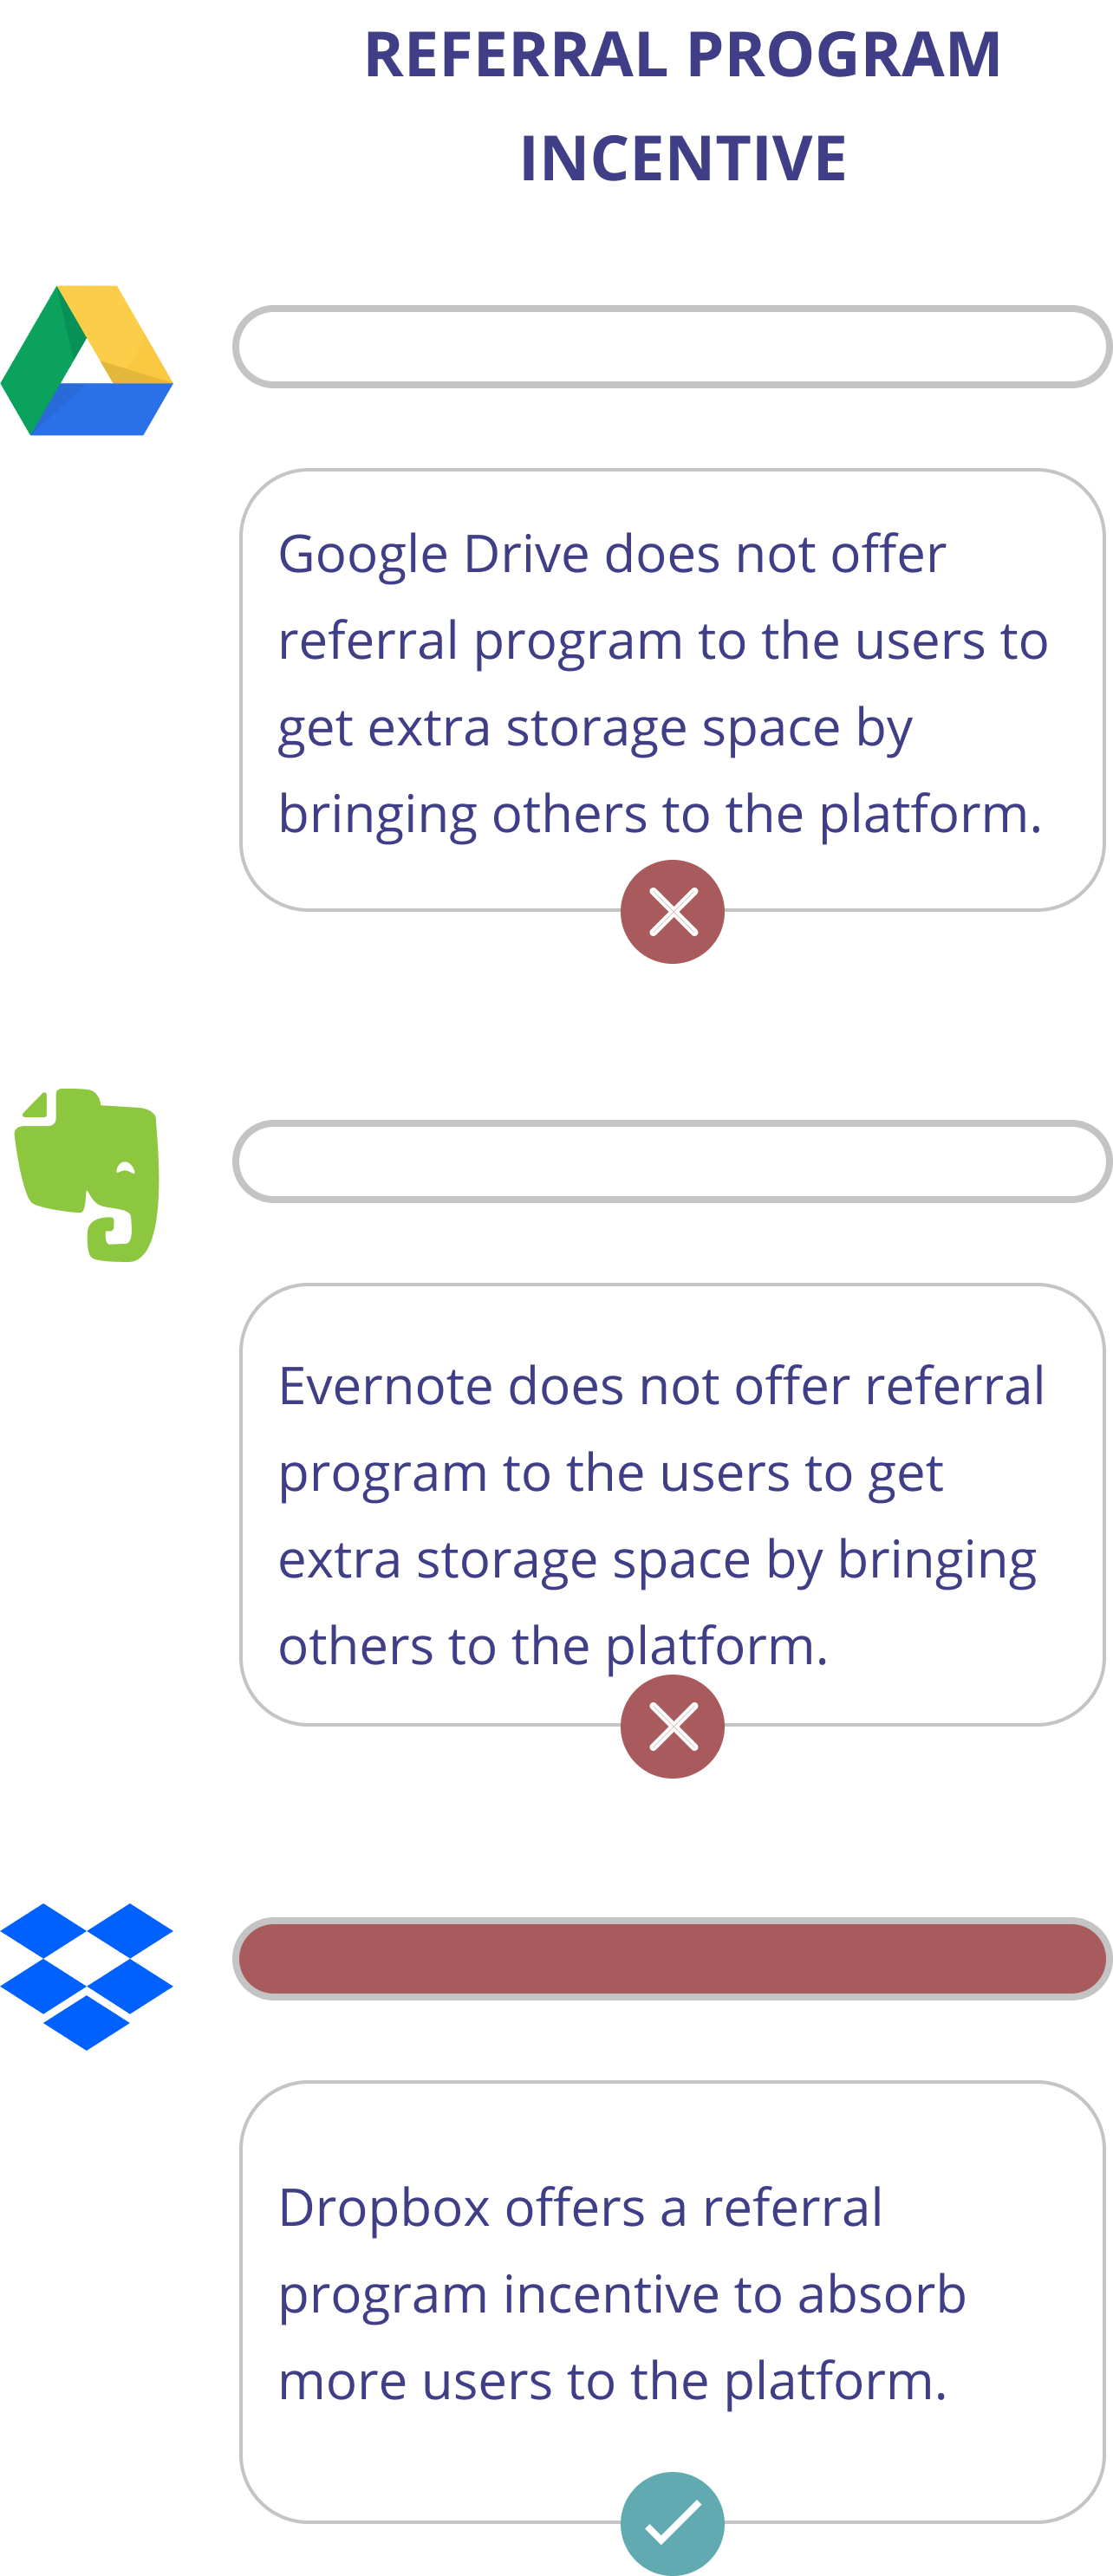 REFERRAL PROGRAM
INCENTIVE
Google Drive does not offer
referral program to the users to
get extra storage space by
bringing others to the platform.
Evernote does not offer referral
program to the users to get
extra storage space by bringing
others to the platform.
Dropbox offers a referral
program incentive to absorb
more users to the platform.